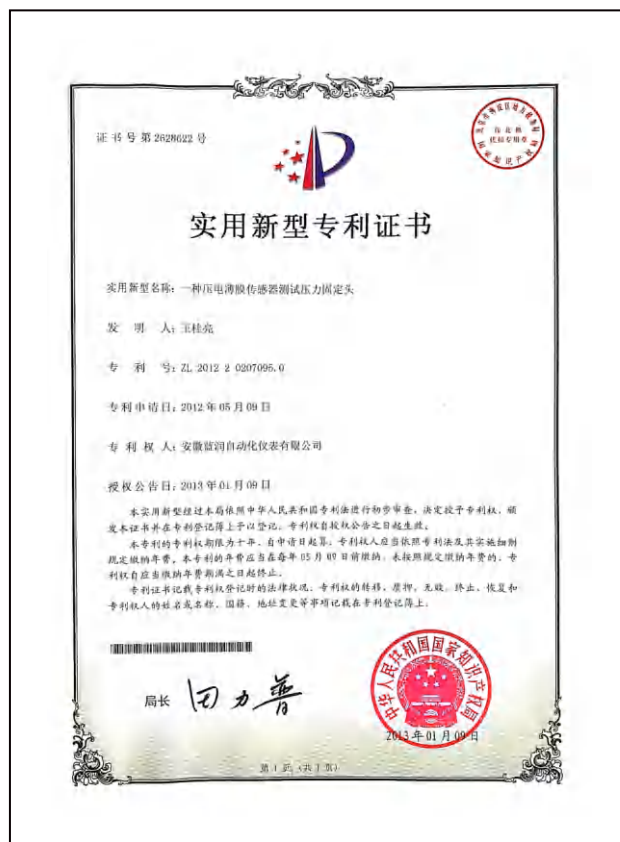 证书号第2628622号
实用新型专利证书
实用新型名称：一种压电薄膜传感器测试压力固定头
发 明 人：王桂亮
专 利 号：ZL 2012 2 0207095.0
专利申请日：2012年05月09日
专 利 权 人：安徽蓝润自动化仪表有限公司
授权公告日：2013年01月09日
本实用新型经过本局依照中华人民共和国专利法进行初步审查，决定授予专利权，颁
发本证书并在专利登记簿上予以登记。专利权自授权公告之日起生效。
本专利的专利权期限为十年，自申请日起算。专利权人应当依照专利法及其实施细则
规定缴纳年费。本专利的年费应当在每年05月09日前缴纳。未按照规定缴纳年费的，专
利权自应当缴纳年费期满之日起终止。
专利证书记载专利权登记时的法律状况。专利权的转移、质押、无效、终止、恢复和
专利权人的姓名或名称、国籍、地址变更等事项记载在专利登记簿上。
局长 田力普
中华人民共和国国家知识产权局
2013年01月09日
第1页（共1页）